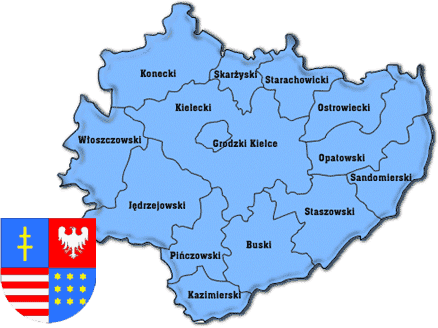 Konecki
Skarżyski
Starachowicki
Kielecki
Ostrowiecki
Włoszczowski
Grodzki Kielce
Opatowski
Sandomierski
Jędrzejowski
Staszowski
Buski
Pińczowski
Kazimierski